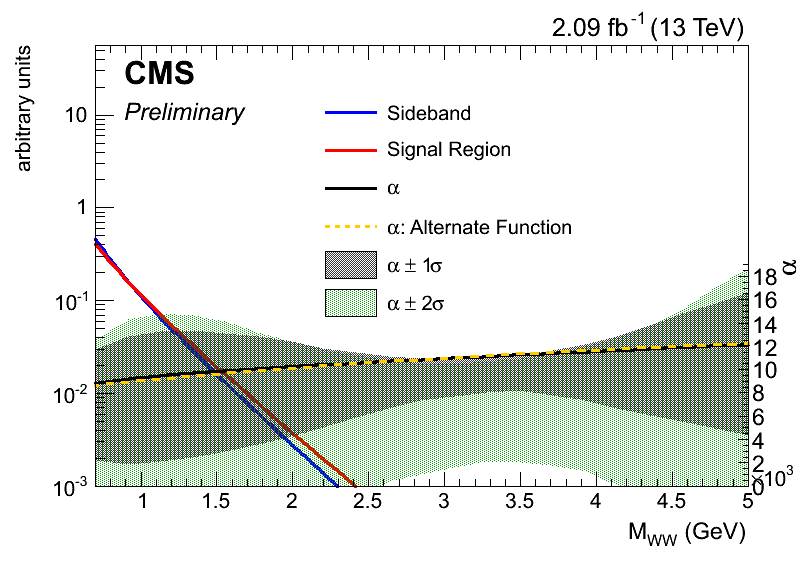 2.09 fb⁻¹ (13 TeV)
arbitrary units
CMS
Preliminary
Sideband
Signal Region
α
α: Alternate Function
α ± 1σ
α ± 2σ
10
1
10⁻¹
10⁻²
10⁻³
α
18
16
14
12
10
8
6
4
2
0
×10³
1 1.5 2 2.5 3 3.5 4 4.5 5
M_WW (GeV)